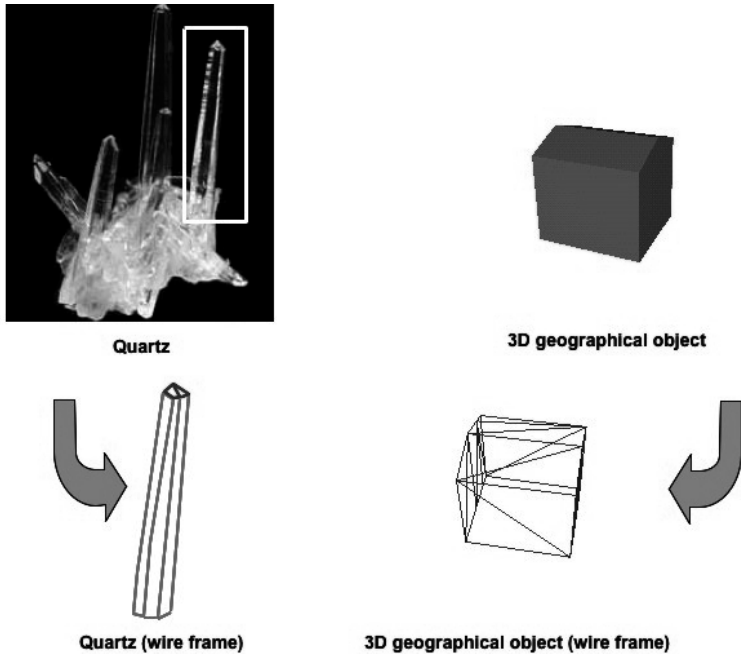 Quartz
3D geographical object
Quartz (wire frame)
3D geographical object (wire frame)